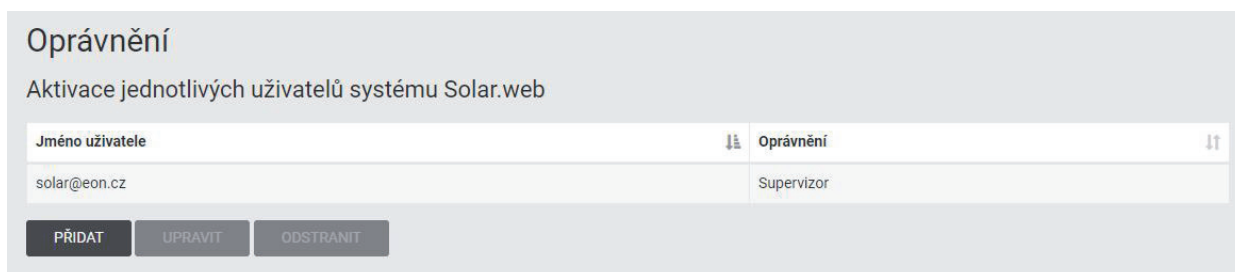 Oprávnění
Aktivace jednotlivých uživatelů systému Solar.web
Jméno uživatele Oprávnění
solar@eon.cz Supervizor
PŘIDAT UPRAVIT ODSTRANIT